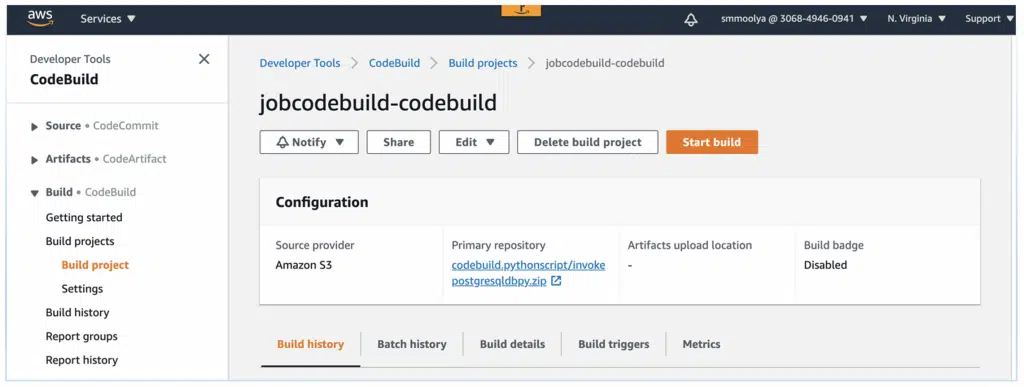 aws
Services ▼
smmoolya @ 3068-4946-0941 ▼
N. Virginia ▼
Support ▼
Developer Tools
CodeBuild
Source • CodeCommit
Artifacts • CodeArtifact
Build • CodeBuild
Getting started
Build projects
Build project
Settings
Build history
Report groups
Report history
Developer Tools > CodeBuild > Build projects > jobcodebuild-codebuild
jobcodebuild-codebuild
Notify ▼
Share
Edit ▼
Delete build project
Start build
Configuration
Source provider
Amazon S3
Primary repository
codebuild.pythonscript/invoke
postgresqldbpy.zip
Artifacts upload location
-
Build badge
Disabled
Build history
Batch history
Build details
Build triggers
Metrics